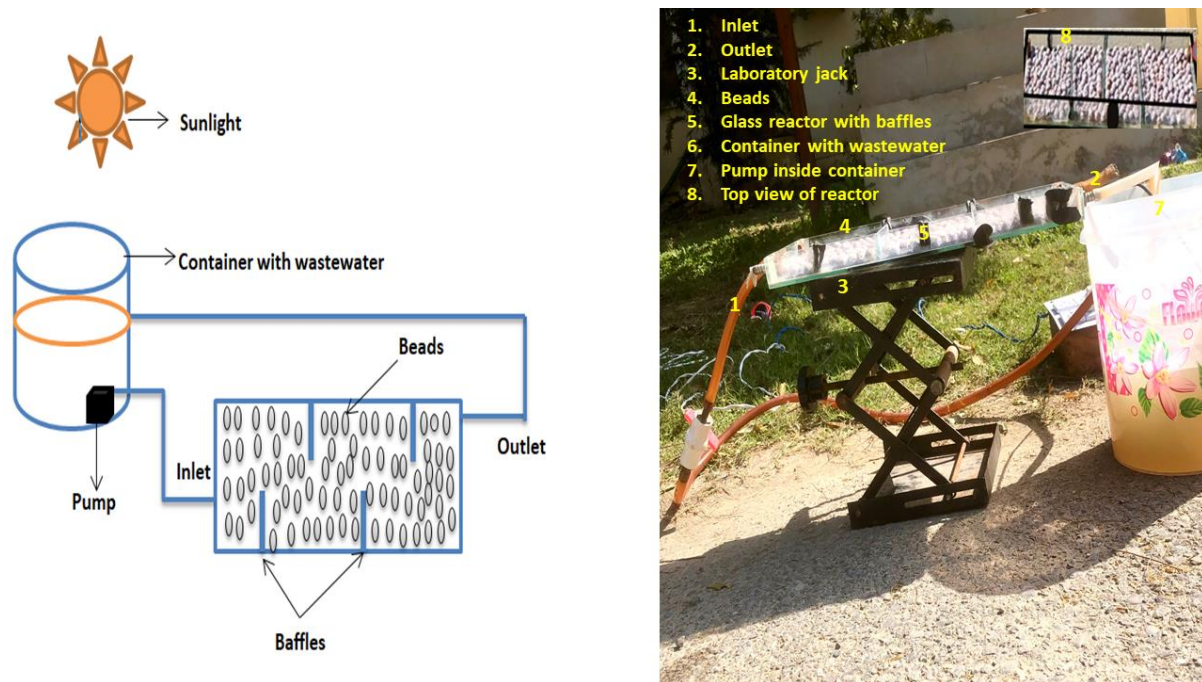 Sunlight
Container with wastewater
Beads
Inlet
Outlet
Pump
Baffles
1. Inlet
2. Outlet
3. Laboratory jack
4. Beads
5. Glass reactor with baffles
6. Container with wastewater
7. Pump inside container
8. Top view of reactor
8
2
7
4
5
3
1